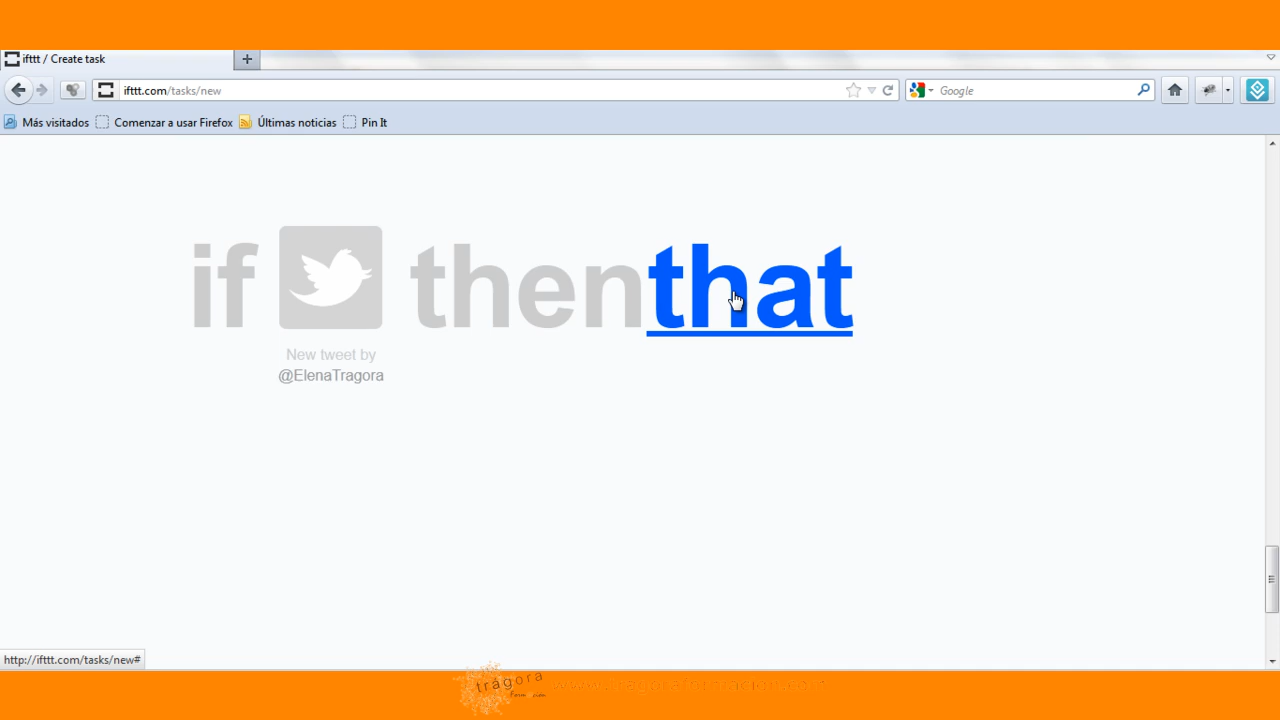 ifttt / Create task
ifttt.com/tasks/new
Google
Más visitados Comenzar a usar Firefox Últimas noticias Pin It
if then that
New tweet by
@ElenaTragora
http://ifttt.com/tasks/new#
trágora